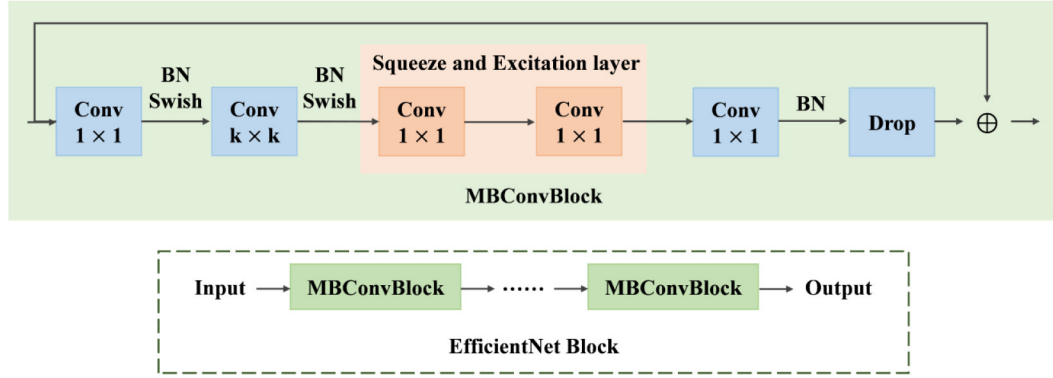 Squeeze and Excitation layer
BN
Swish
BN
Swish
Conv
1 × 1
Conv
k × k
Conv
1 × 1
Conv
1 × 1
Conv
1 × 1
BN
Drop
MBConvBlock
Input
MBConvBlock
......
MBConvBlock
Output
EfficientNet Block